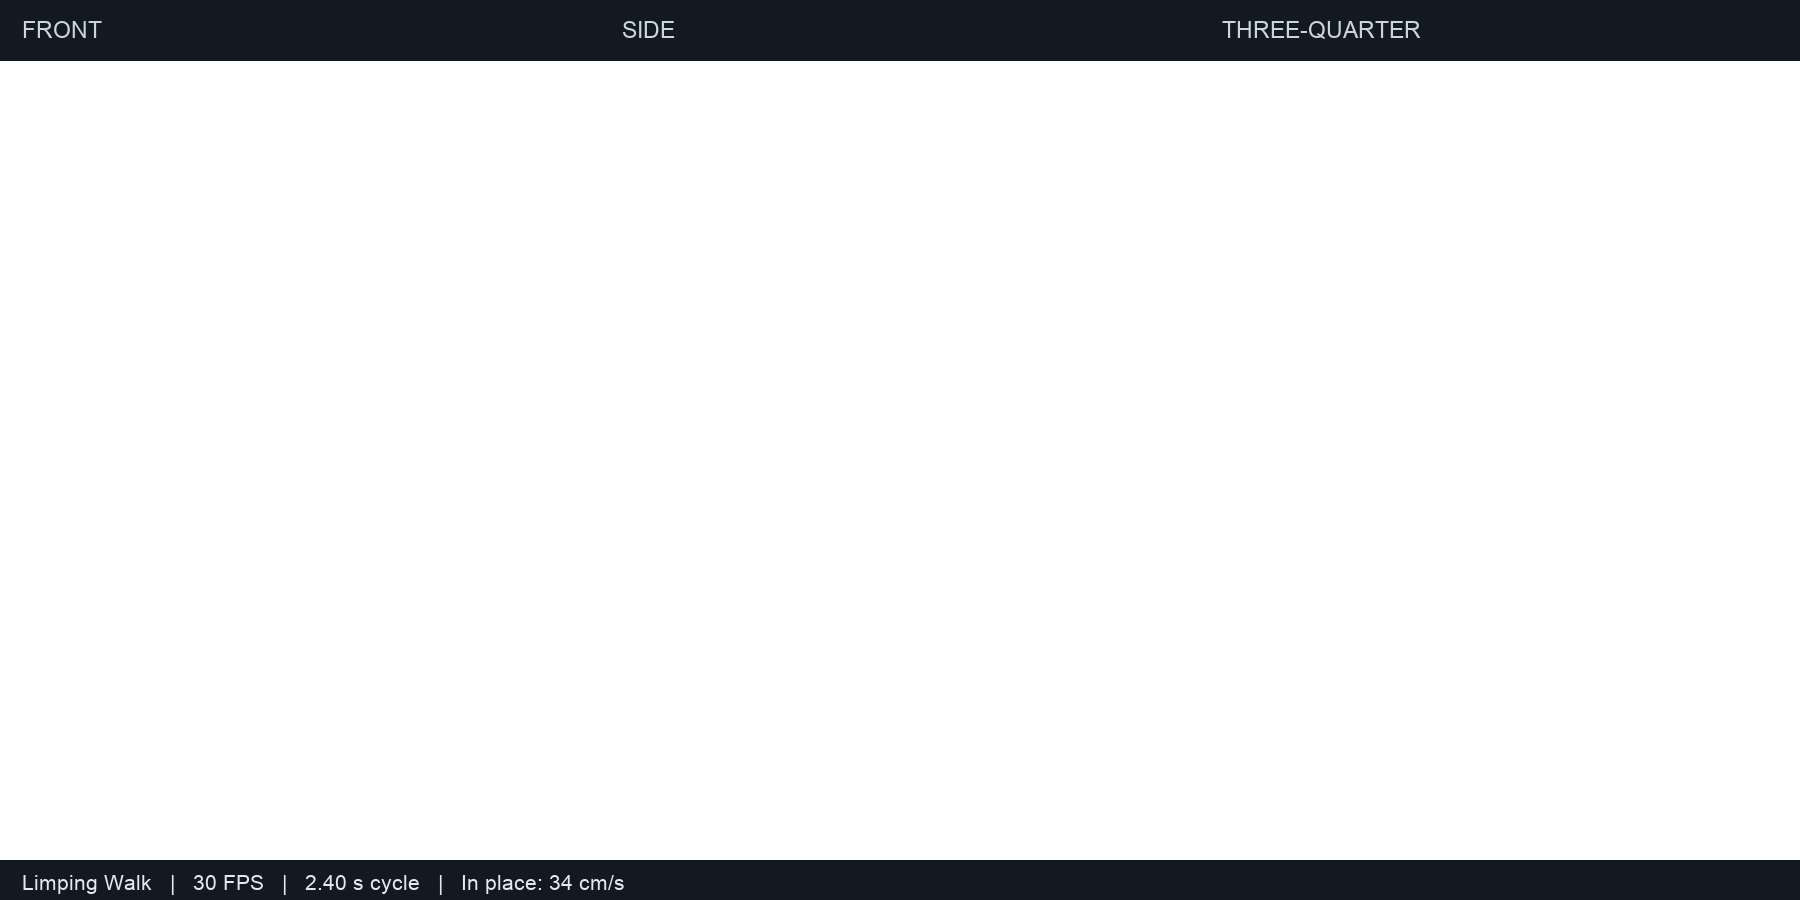 FRONT SIDE THREE-QUARTER
Limping Walk | 30 FPS | 2.40 s cycle | In place: 34 cm/s